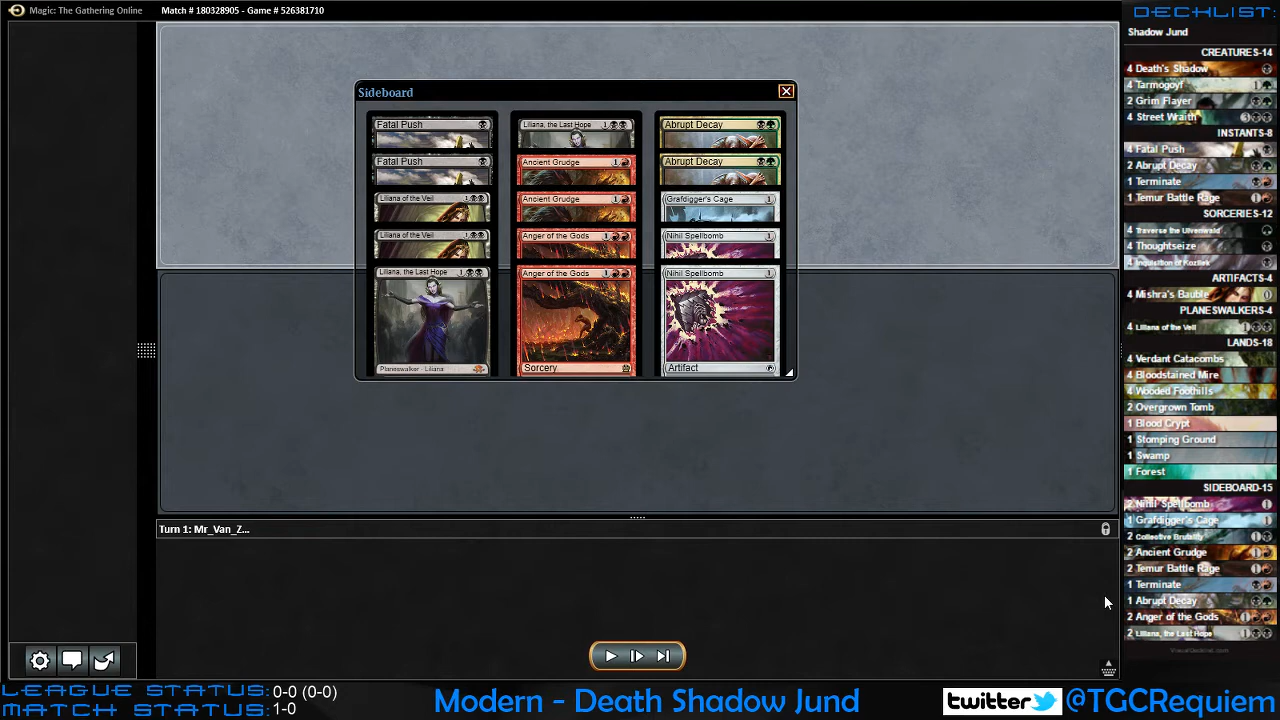 Magic: The Gathering Online
Match # 180328905 - Game # 526381710
Sideboard
Fatal Push
Fatal Push
Liliana of the Veil
Liliana of the Veil
Liliana, the Last Hope
Planeswalker - Liliana
Liliana, the Last Hope
Ancient Grudge
Ancient Grudge
Anger of the Gods
Anger of the Gods
Sorcery
Abrupt Decay
Abrupt Decay
Grafdigger's Cage
Nihil Spellbomb
Nihil Spellbomb
Artifact
Turn 1: Mr_Van_Z...
DECKLIST:
Shadow Jund
CREATURES-14
4 Death's Shadow
4 Tarmogoyf
2 Grim Flayer
4 Street Wraith
INSTANTS-8
4 Fatal Push
2 Abrupt Decay
1 Terminate
1 Temur Battle Rage
SORCERIES-12
4 Traverse the Ulvenwald
4 Thoughtseize
4 Inquisition of Kozilek
ARTIFACTS-4
4 Mishra's Bauble
PLANESWALKERS-4
4 Liliana of the Veil
LANDS-18
4 Verdant Catacombs
4 Bloodstained Mire
4 Wooded Foothills
2 Overgrown Tomb
1 Blood Crypt
1 Stomping Ground
1 Swamp
1 Forest
SIDEBOARD-15
2 Nihil Spellbomb
1 Grafdigger's Cage
2 Collective Brutality
2 Ancient Grudge
2 Temur Battle Rage
1 Terminate
1 Abrupt Decay
2 Anger of the Gods
2 Liliana, the Last Hope
VisualDecklist.com
LEAGUE STATUS: 0-0 (0-0)
MATCH STATUS: 1-0
Modern - Death Shadow Jund
twitter @TGCRequiem